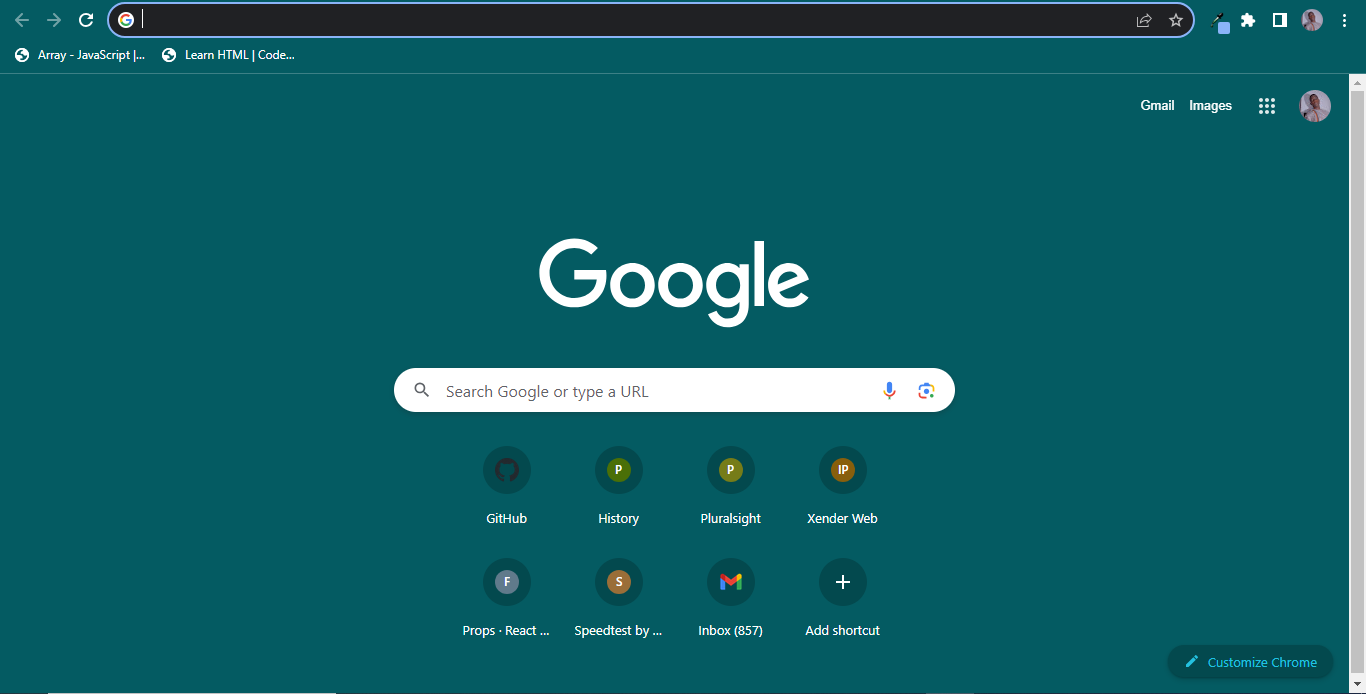 Array - JavaScript |...
Learn HTML | Code...
Gmail
Images
Google
Search Google or type a URL
P
P
IP
GitHub
History
Pluralsight
Xender Web
F
S
Props · React ...
Speedtest by ...
Inbox (857)
Add shortcut
Customize Chrome